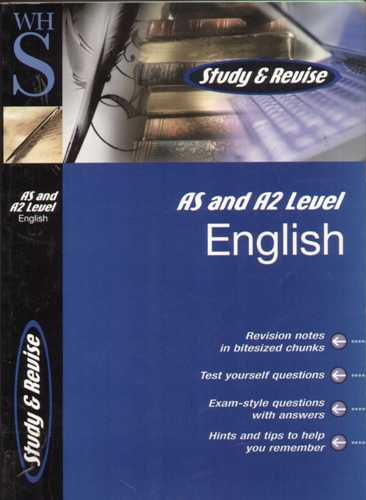 WH
S
AS and
A2 Level
English
Study & Revise
Study & Revise
AS and A2 Level
English
Revision notes
in bitesized chunks
Test yourself questions
Exam-style questions
with answers
Hints and tips to help
you remember